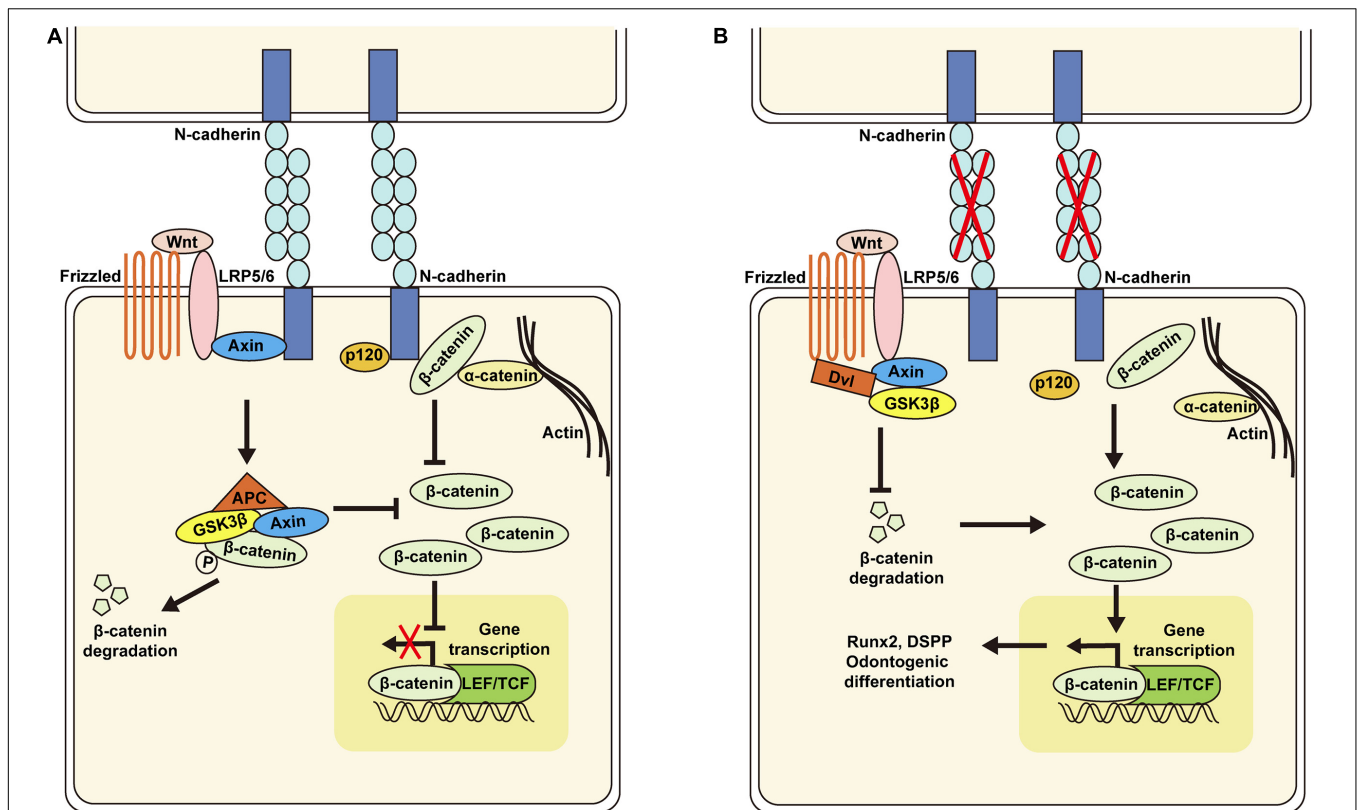 A
N-cadherin
Wnt
Frizzled
LRP5/6
N-cadherin
Axin
p120
β-catenin
α-catenin
Actin
APC
GSK3β
Axin
β-catenin
P
β-catenin
β-catenin
β-catenin
β-catenin
degradation
Gene
transcription
β-catenin
LEF/TCF
B
N-cadherin
Wnt
Frizzled
LRP5/6
N-cadherin
Dvl
Axin
GSK3β
p120
β-catenin
α-catenin
Actin
β-catenin
β-catenin
β-catenin
β-catenin
degradation
Runx2, DSPP
Odontogenic
differentiation
Gene
transcription
β-catenin
LEF/TCF